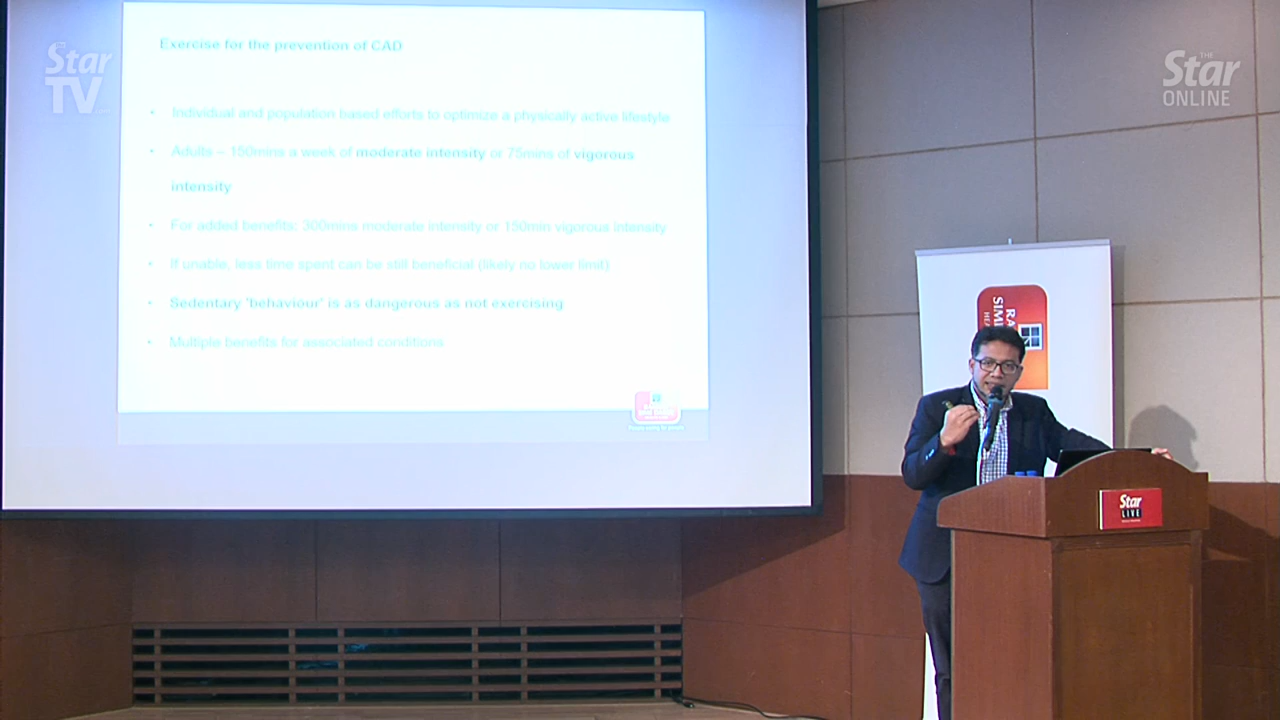 Star
TV
THE
Star
ONLINE
Exercise for the prevention of CAD
• Individual and population based efforts to optimize a physically active lifestyle
• Adults – 150mins a week of moderate intensity or 75mins of vigorous
intensity
• For added benefits: 300mins moderate intensity or 150min vigorous intensity
• If unable, less time spent can be still beneficial (likely no lower limit)
• Sedentary 'behaviour' is as dangerous as not exercising
• Multiple benefits for associated conditions
Star
LIVE